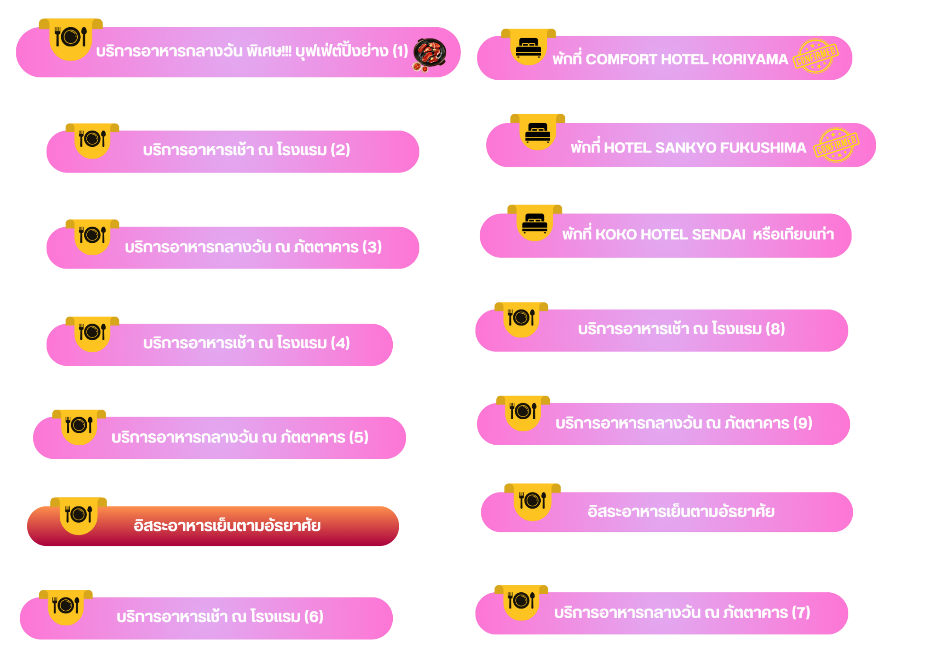 บริการอาหารกลางวัน พิเศษ!!! บุฟเฟ่ต์ปิ้งย่าง (1)
บริการอาหารเช้า ณ โรงแรม (2)
บริการอาหารกลางวัน ณ ภัตตาคาร (3)
บริการอาหารเช้า ณ โรงแรม (4)
บริการอาหารกลางวัน ณ ภัตตาคาร (5)
อิสระอาหารเย็นตามอัธยาศัย
บริการอาหารเช้า ณ โรงแรม (6)
พักที่ COMFORT HOTEL KORIYAMA
CONFIRMED
พักที่ HOTEL SANKYO FUKUSHIMA
CONFIRMED
พักที่ KOKO HOTEL SENDAI หรือเทียบเท่า
บริการอาหารเช้า ณ โรงแรม (8)
บริการอาหารกลางวัน ณ ภัตตาคาร (9)
อิสระอาหารเย็นตามอัธยาศัย
บริการอาหารกลางวัน ณ ภัตตาคาร (7)